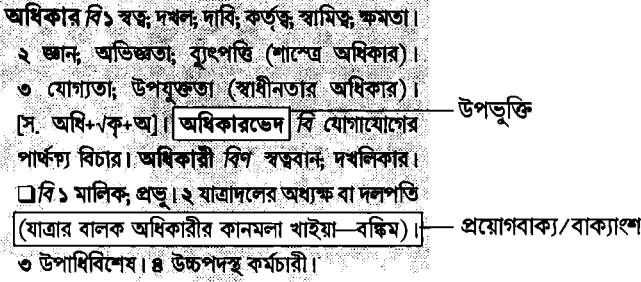 অধিকার বি১ স্বত্ব; দখল; দাবি; কর্তৃত্ব; স্বামিত্ব; ক্ষমতা।
২ জ্ঞান; অভিজ্ঞতা; ব্যুৎপত্তি (শাস্ত্রে অধিকার)।
৩ যোগ্যতা; উপযুক্ততা (স্বাধীনতার অধিকার)।
[স. অধি+√কৃ+অ]। অধিকারভেদ বি যোগাযোগের
উপভুক্তি
পার্থক্য বিচার। অধিকারী বিণ স্বত্ববান; দখলিকার।
❑বি১ মালিক; প্রভু। ২ যাত্রাদলের অধ্যক্ষ বা দলপতি
(যাত্রার বালক অধিকারীর কানমলা খাইয়া—বঙ্কিম)।
প্রয়োগবাক্য/বাক্যাংশ
৩ উপাধিবিশেষ। ৪ উচ্চপদস্থ কর্মচারী।